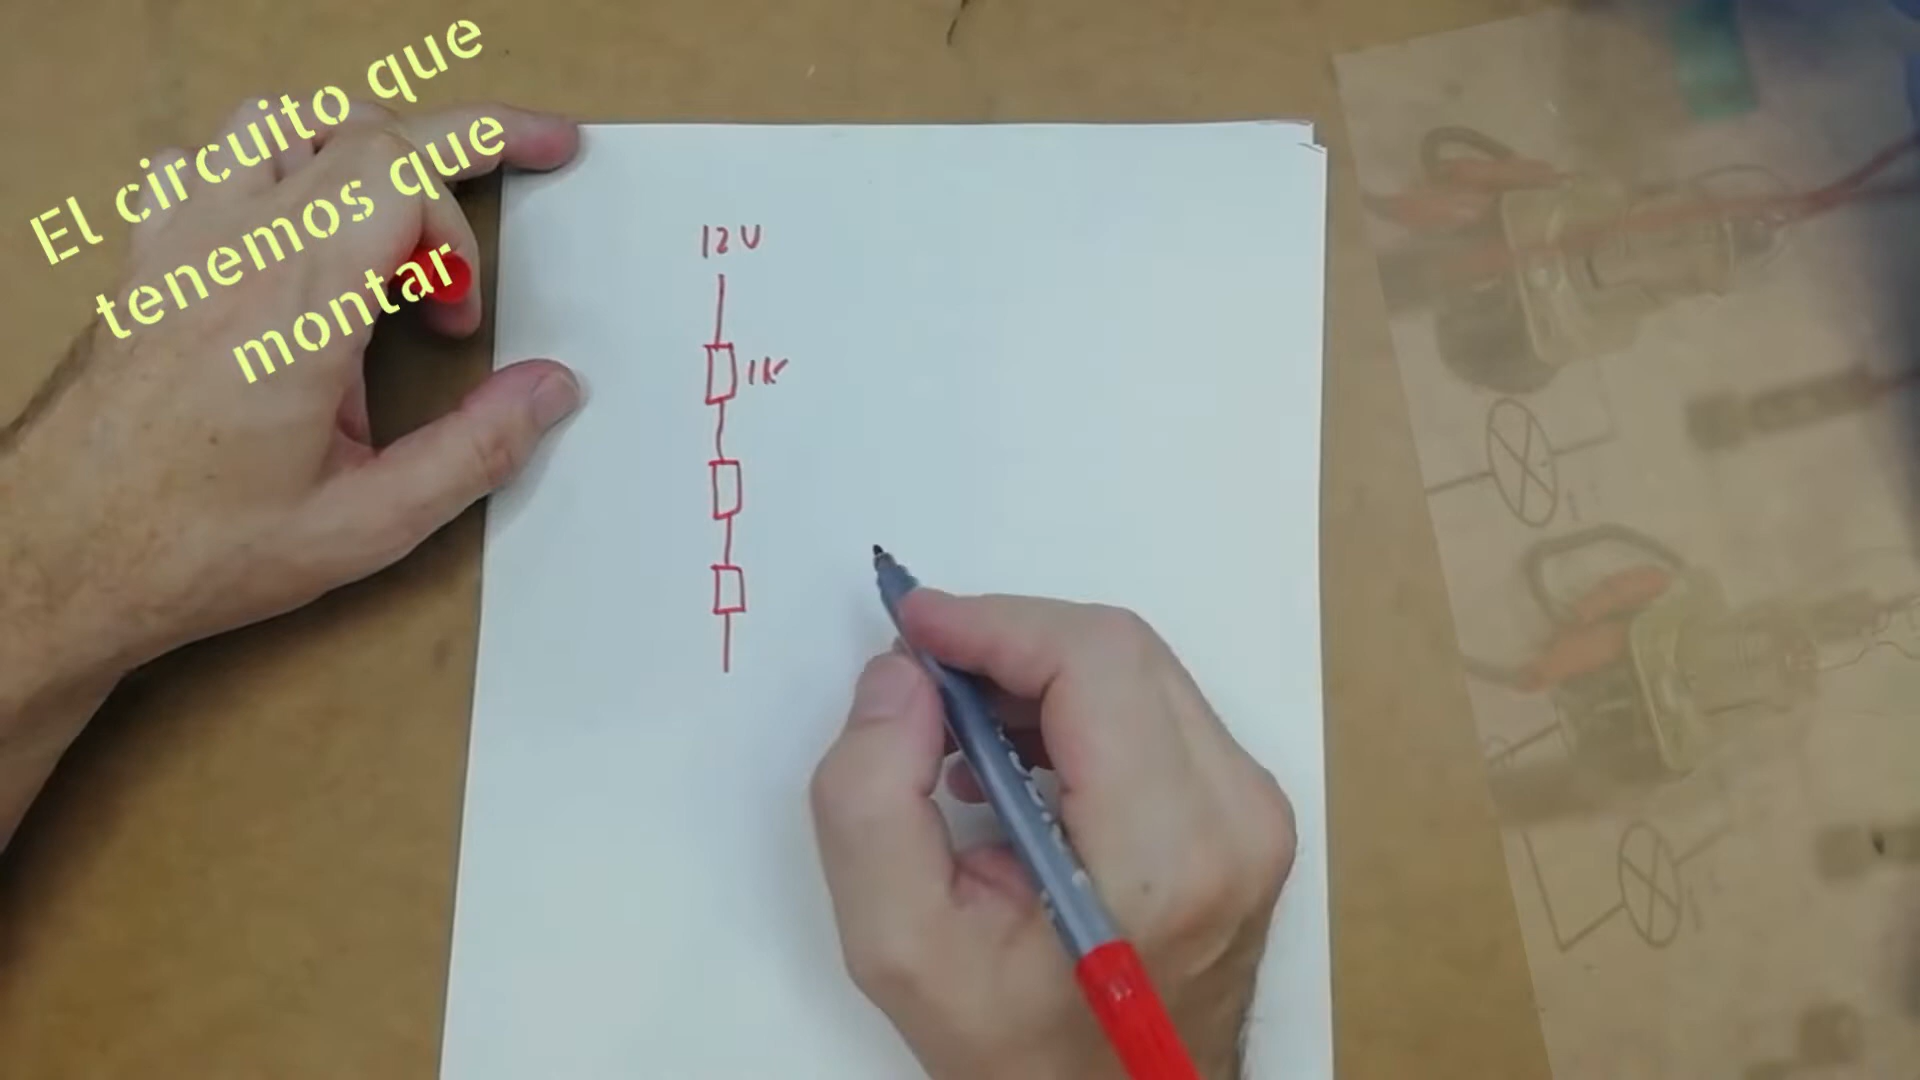 El circuito que
tenemos que
montar
12V
1K